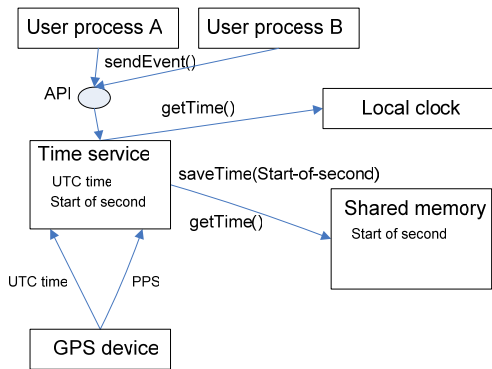 User process A
User process B
sendEvent()
API
getTime()
Local clock
Time service
UTC time
Start of second
saveTime(Start-of-second)
getTime()
Shared memory
Start of second
UTC time
PPS
GPS device